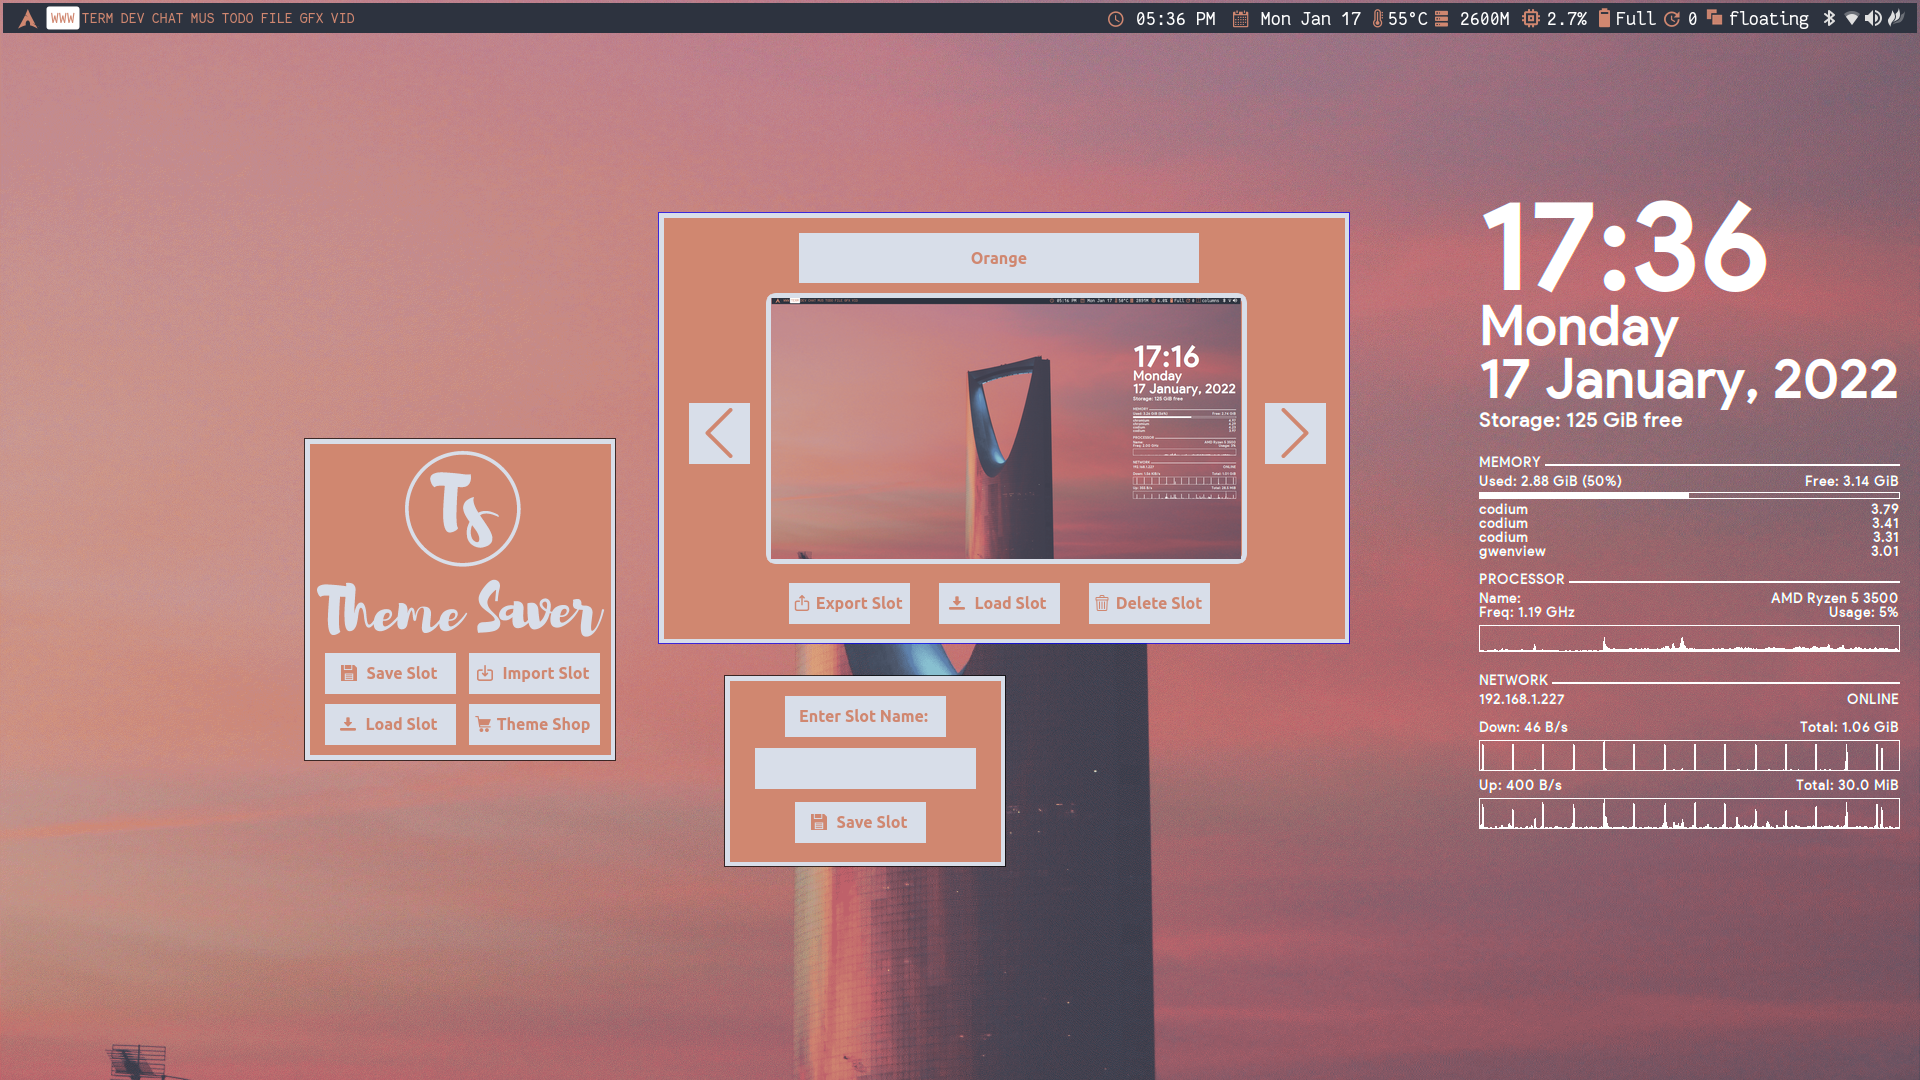 WWW TERM DEV CHAT MUS TODO FILE GFX VID
05:36 PM Mon Jan 17 55°C 2600M 2.7% Full 0 floating
Ts
Theme Saver
Save Slot
Import Slot
Load Slot
Theme Shop
Orange
17:16
Monday
17 January, 2022
Storage: 125 GiB free
Export Slot
Load Slot
Delete Slot
Enter Slot Name:
Save Slot
17:36
Monday
17 January, 2022
Storage: 125 GiB free
MEMORY
Used: 2.88 GiB (50%) Free: 3.14 GiB
codium 3.79
codium 3.41
codium 3.31
gwenview 3.01
PROCESSOR
Name: AMD Ryzen 5 3500
Freq: 1.19 GHz Usage: 5%
NETWORK
192.168.1.227 ONLINE
Down: 46 B/s Total: 1.06 GiB
Up: 400 B/s Total: 30.0 MiB